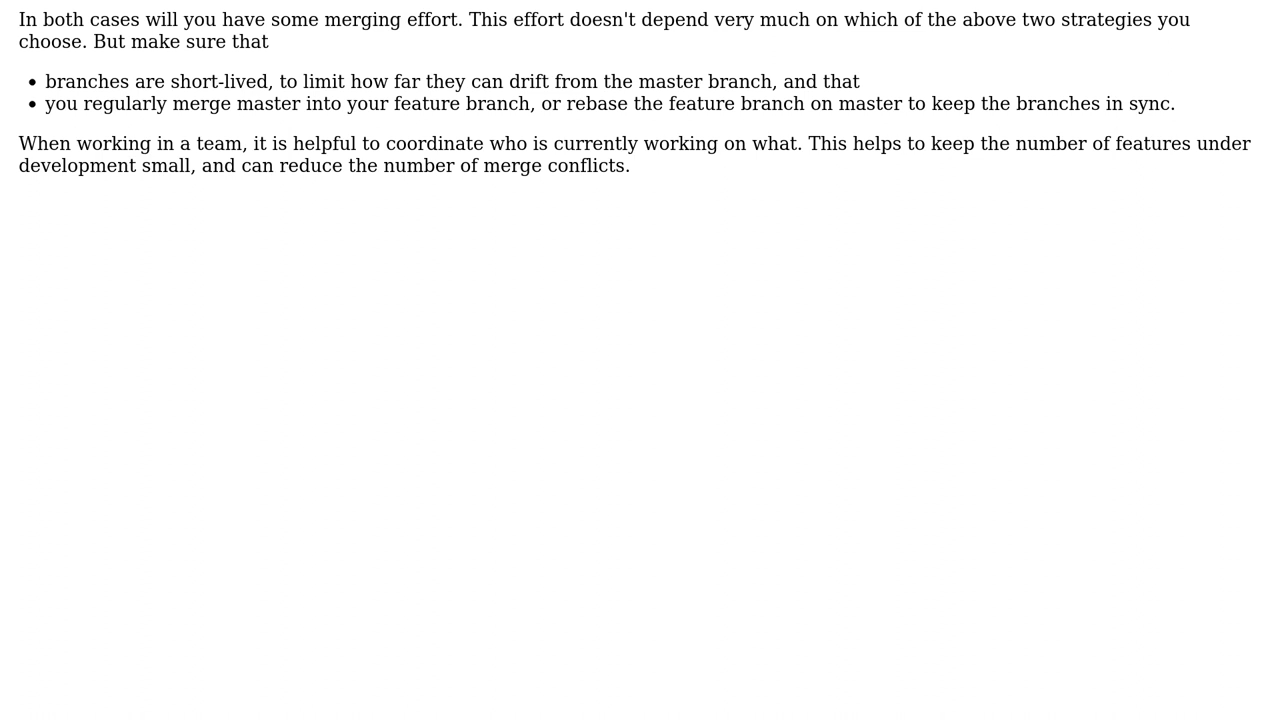 In both cases will you have some merging effort. This effort doesn't depend very much on which of the above two strategies you
choose. But make sure that
• branches are short-lived, to limit how far they can drift from the master branch, and that
• you regularly merge master into your feature branch, or rebase the feature branch on master to keep the branches in sync.
When working in a team, it is helpful to coordinate who is currently working on what. This helps to keep the number of features under
development small, and can reduce the number of merge conflicts.